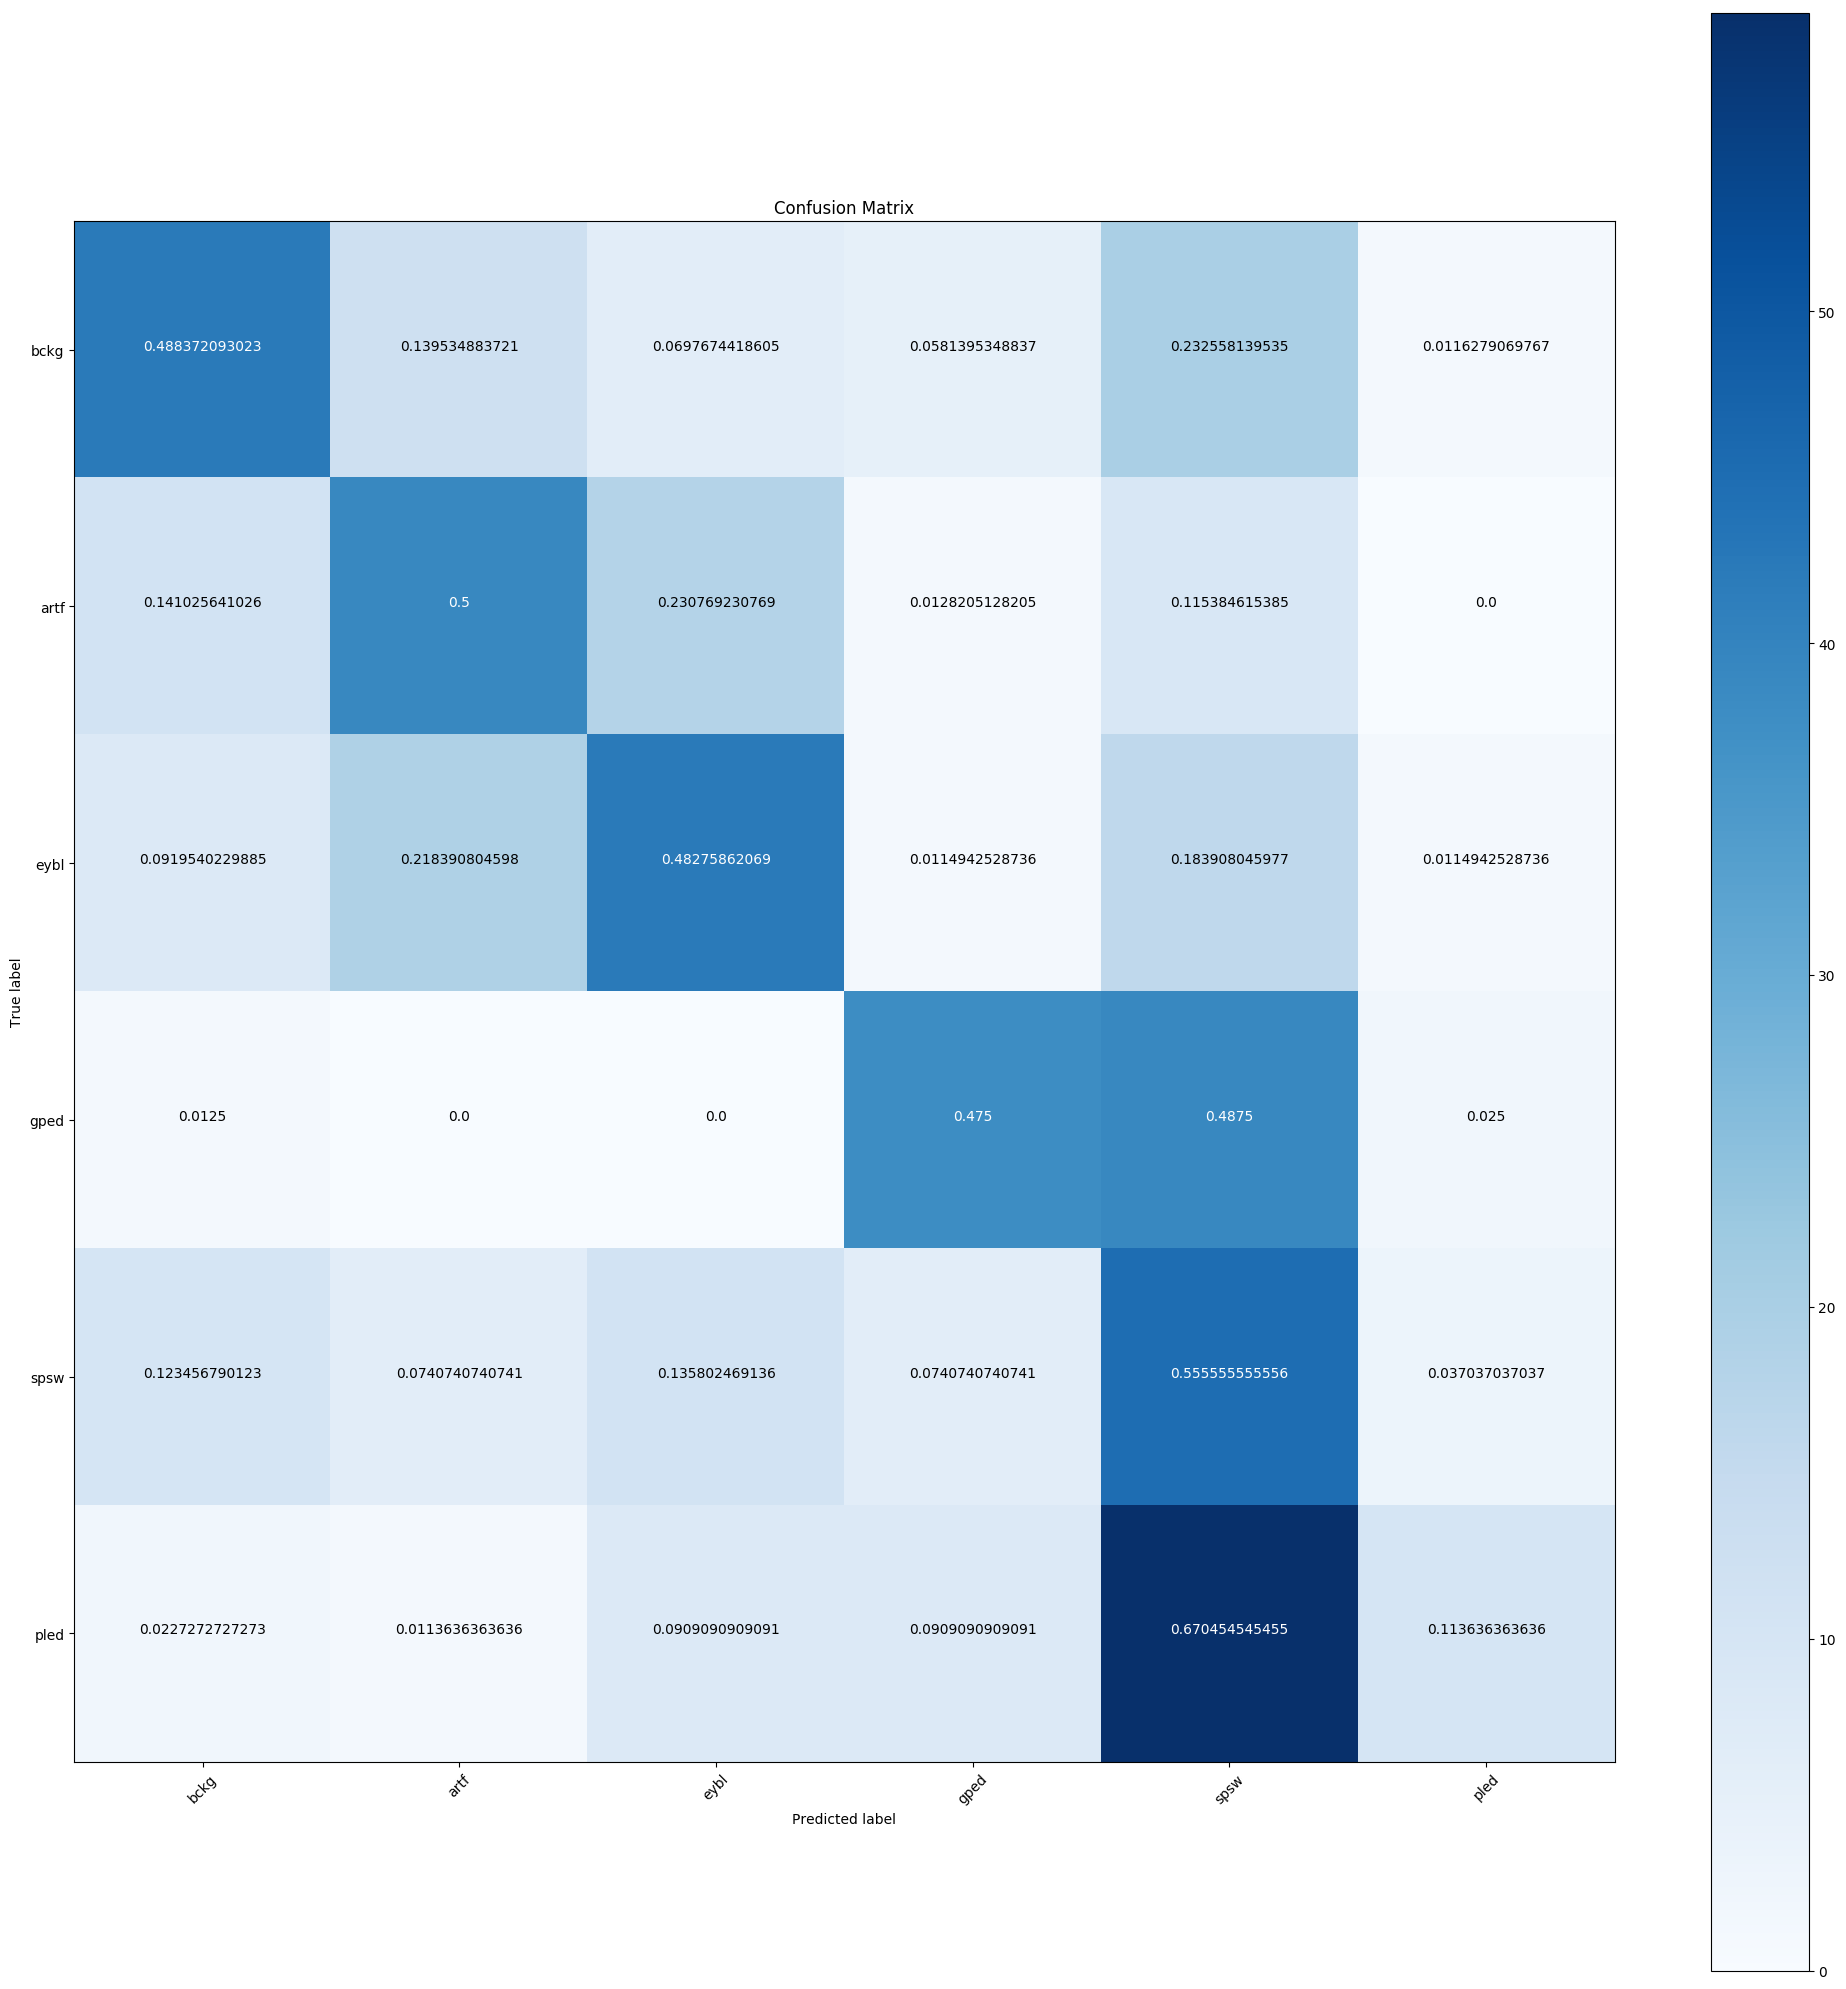 Confusion Matrix
bckg 0.488372093023 0.139534883721 0.0697674418605 0.0581395348837 0.232558139535 0.0116279069767
artf 0.141025641026 0.5 0.230769230769 0.0128205128205 0.115384615385 0.0
eybl 0.0919540229885 0.218390804598 0.48275862069 0.0114942528736 0.183908045977 0.0114942528736
True label
gped 0.0125 0.0 0.0 0.475 0.4875 0.025
spsw 0.123456790123 0.0740740740741 0.135802469136 0.0740740740741 0.555555555556 0.037037037037
pled 0.0227272727273 0.0113636363636 0.0909090909091 0.0909090909091 0.670454545455 0.113636363636
bckg artf eybl gped spsw pled
Predicted label
50
40
30
20
10
0